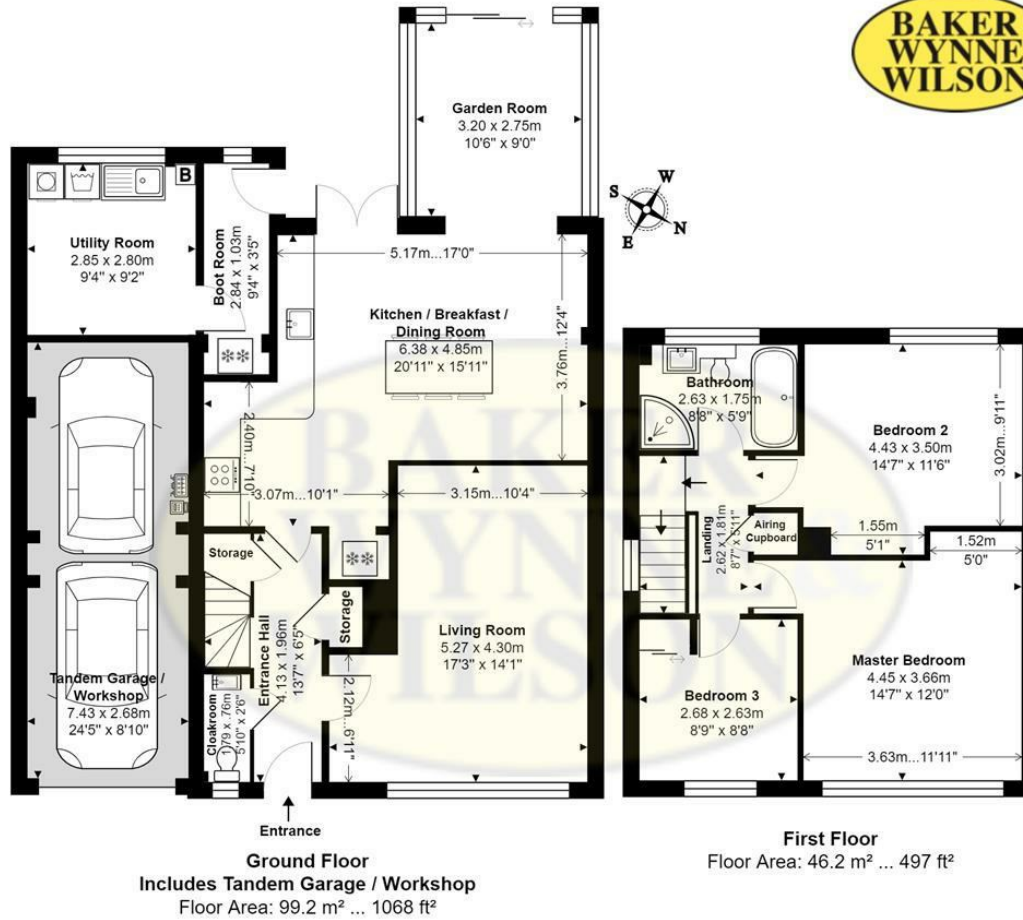 BAKER
WYNNE
WILSON
Garden Room
3.20 x 2.75m
10'6" x 9'0"
S
W
E
N
B
Utility Room
2.85 x 2.80m
9'4" x 9'2"
Boot Room
2.84 x 1.03m
9'4" x 3'5"
5.17m...17'0"
Kitchen / Breakfast /
Dining Room
6.38 x 4.85m
20'11" x 15'11"
3.76m...12'4"
2.40m...7'10"
3.07m...10'1"
3.15m...10'4"
Storage
Storage
Entrance Hall
4.13 x 1.96m
13'7" x 6'5"
Living Room
5.27 x 4.30m
17'3" x 14'1"
2.12m...6'11"
Tandem Garage /
Workshop
7.43 x 2.68m
24'5" x 8'10"
Cloakroom
1.79 x .76m
5'10" x 2'6"
Entrance
Ground Floor
Includes Tandem Garage / Workshop
Floor Area: 99.2 m² ... 1068 ft²
Bathroom
2.63 x 1.75m
8'8" x 5'9"
Bedroom 2
4.43 x 3.50m
14'7" x 11'6"
3.02m...9'11"
Landing
2.62 x 1.81m
8'7" x 5'11"
Airing
Cupboard
1.55m
5'1"
1.52m
5'0"
Master Bedroom
4.45 x 3.66m
14'7" x 12'0"
Bedroom 3
2.68 x 2.63m
8'9" x 8'8"
3.63m...11'11"
First Floor
Floor Area: 46.2 m² ... 497 ft²
BAKER
WYNNE &
WILSON